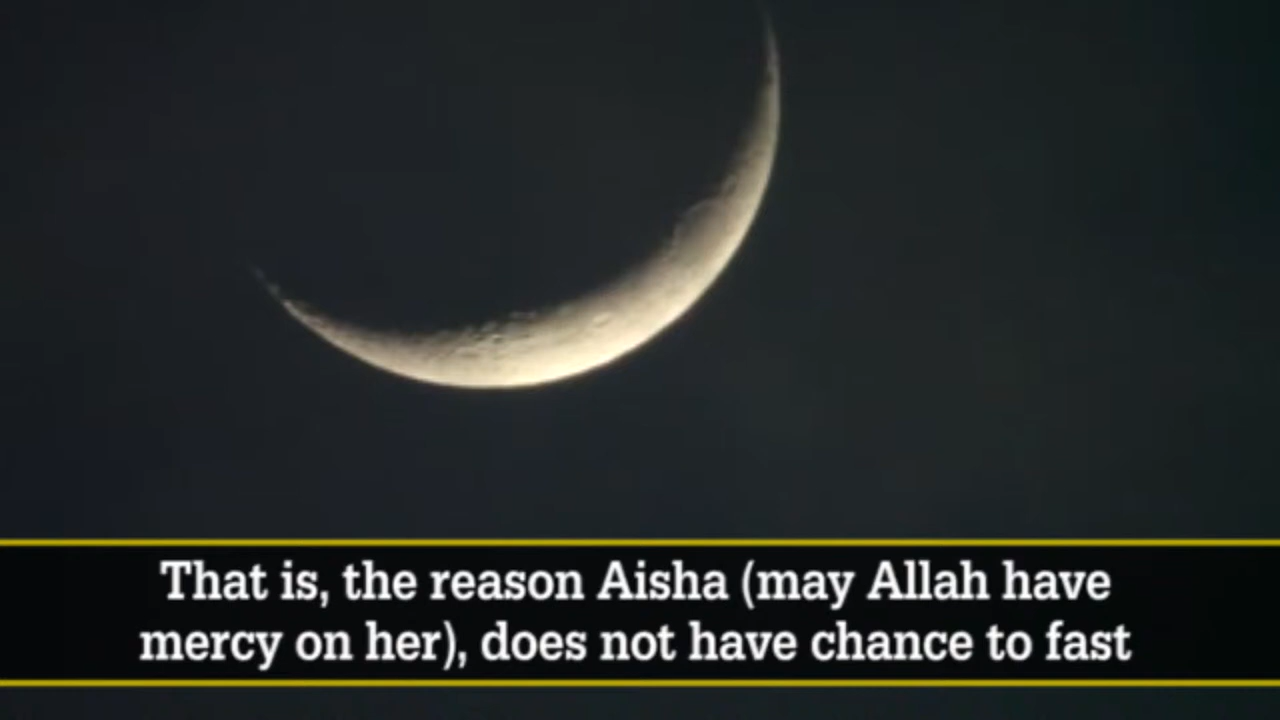 That is, the reason Aisha (may Allah have
mercy on her), does not have chance to fast